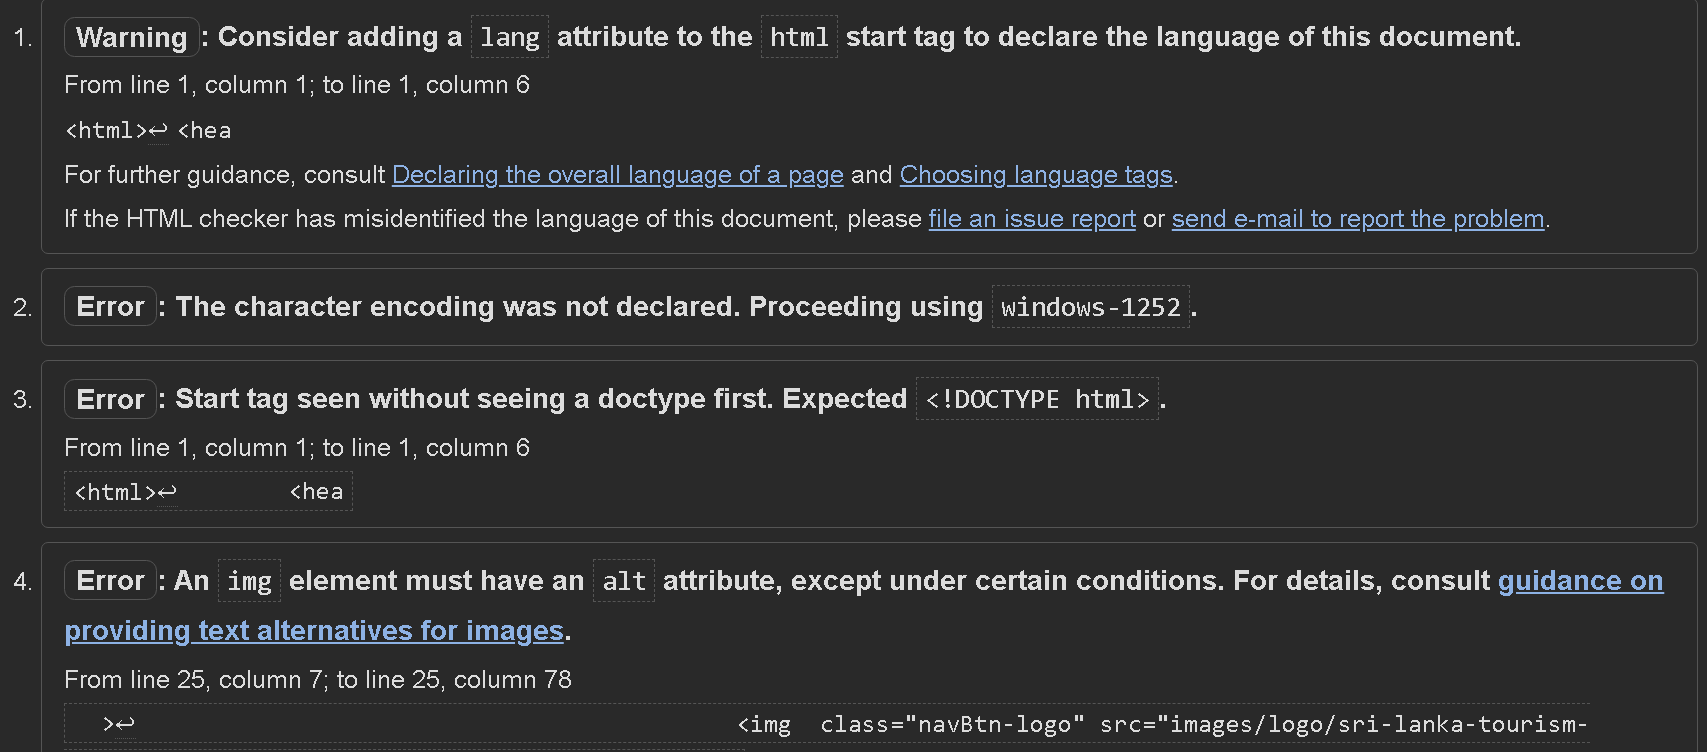 1. Warning: Consider adding a lang attribute to the html start tag to declare the language of this document.
From line 1, column 1; to line 1, column 6
<html>↩ <hea
For further guidance, consult Declaring the overall language of a page and Choosing language tags.
If the HTML checker has misidentified the language of this document, please file an issue report or send e-mail to report the problem.
2. Error: The character encoding was not declared. Proceeding using windows-1252.
3. Error: Start tag seen without seeing a doctype first. Expected <!DOCTYPE html>.
From line 1, column 1; to line 1, column 6
<html>↩ <hea
4. Error: An img element must have an alt attribute, except under certain conditions. For details, consult guidance on
providing text alternatives for images.
From line 25, column 7; to line 25, column 78
>↩ <img class="navBtn-logo" src="images/logo/sri-lanka-tourism-